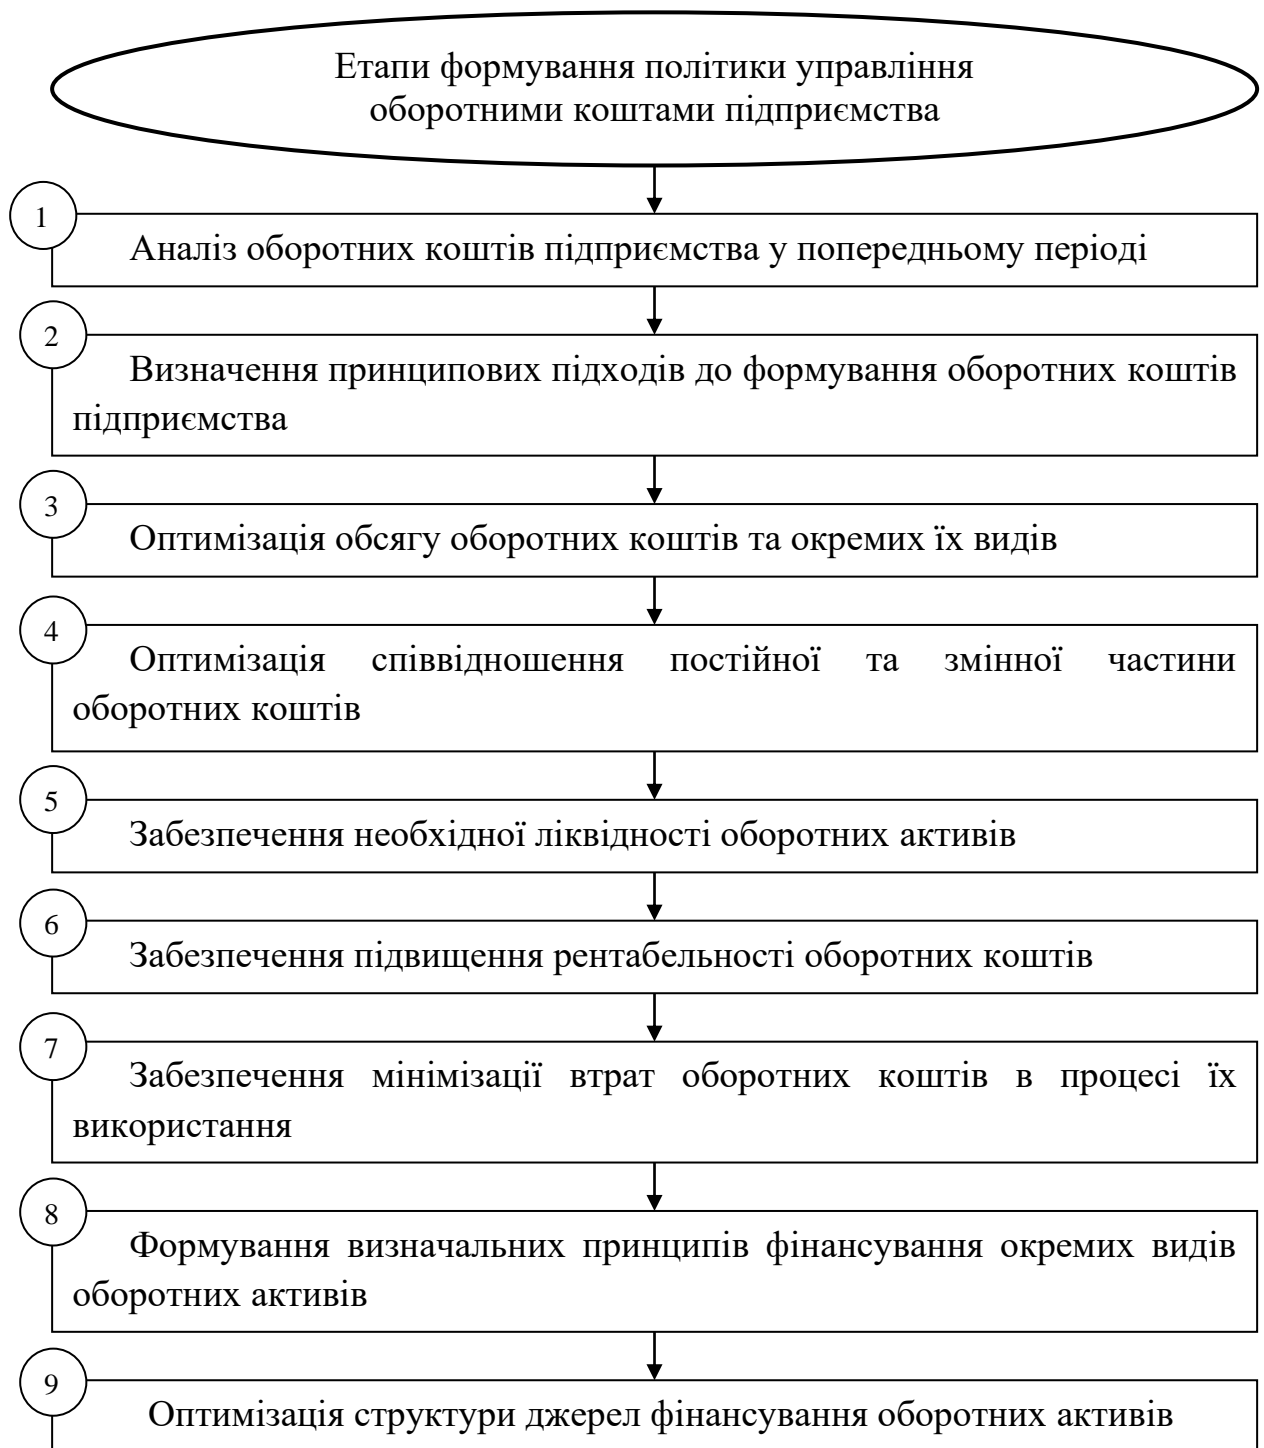 Етапи формування політики управління
оборотними коштами підприємства
1
Аналіз оборотних коштів підприємства у попередньому періоді
2
Визначення принципових підходів до формування оборотних коштів
підприємства
3
Оптимізація обсягу оборотних коштів та окремих їх видів
4
Оптимізація співвідношення постійної та змінної частини
оборотних коштів
5
Забезпечення необхідної ліквідності оборотних активів
6
Забезпечення підвищення рентабельності оборотних коштів
7
Забезпечення мінімізації втрат оборотних коштів в процесі їх
використання
8
Формування визначальних принципів фінансування окремих видів
оборотних активів
9
Оптимізація структури джерел фінансування оборотних активів